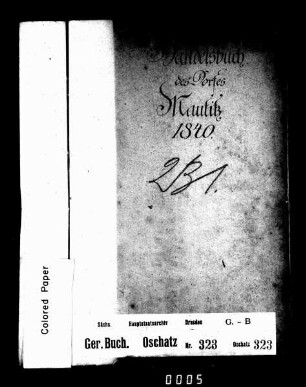 Handelsbuch
des Dorfes
Mautitz
1840.
2B1.
Colored Paper
Sächs. Hauptstaatsarchiv Dresden G. - B
Ger. Buch. Oschatz Nr. 323 Oschatz 323
0005